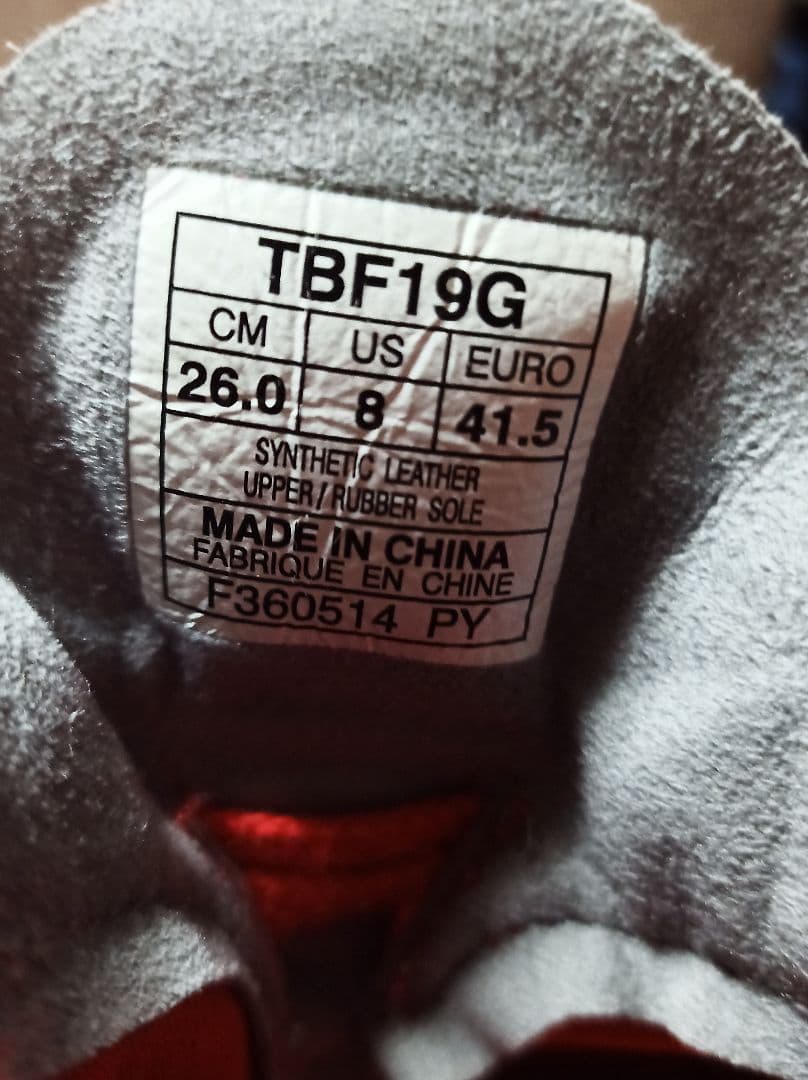 TBF19G
CM US EURO
26.0 8 41.5
SYNTHETIC LEATHER
UPPER/RUBBER SOLE
MADE IN CHINA
FABRIQUE EN CHINE
F360514 PY